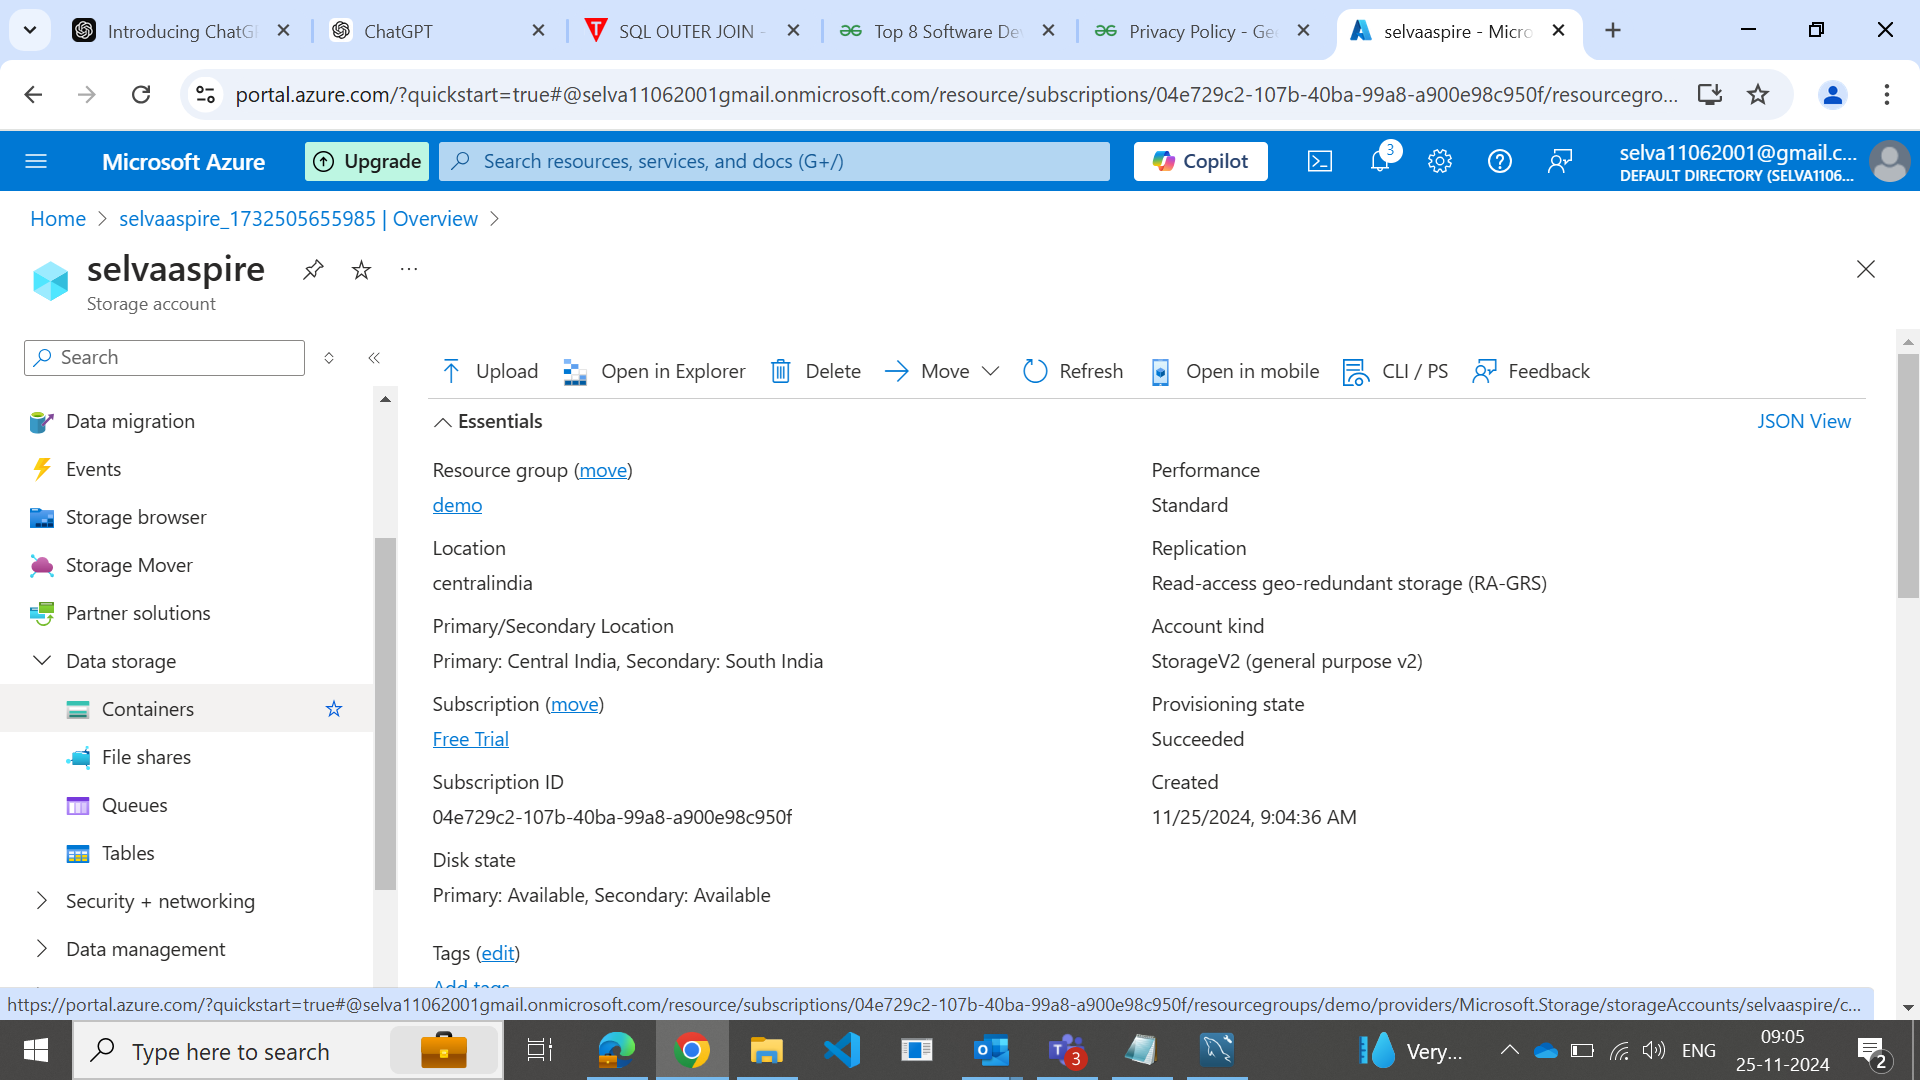 Introducing ChatG
ChatGPT
SQL OUTER JOIN -
Top 8 Software De
Privacy Policy - Ge
selvaaspire - Micro
portal.azure.com/?quickstart=true#@selva11062001gmail.onmicrosoft.com/resource/subscriptions/04e729c2-107b-40ba-99a8-a900e98c950f/resourcegro...
Microsoft Azure
Upgrade
Search resources, services, and docs (G+/)
Copilot
3
selva11062001@gmail.c...
DEFAULT DIRECTORY (SELVA1106...
Home
selvaaspire_1732505655985 | Overview
selvaaspire
Storage account
Search
Upload
Open in Explorer
Delete
Move
Refresh
Open in mobile
CLI / PS
Feedback
Data migration
Events
Storage browser
Storage Mover
Partner solutions
Data storage
Containers
File shares
Queues
Tables
Security + networking
Data management
Essentials
JSON View
Resource group (move)
demo
Location
centralindia
Primary/Secondary Location
Primary: Central India, Secondary: South India
Subscription (move)
Free Trial
Subscription ID
04e729c2-107b-40ba-99a8-a900e98c950f
Disk state
Primary: Available, Secondary: Available
Tags (edit)
Add tags
Performance
Standard
Replication
Read-access geo-redundant storage (RA-GRS)
Account kind
StorageV2 (general purpose v2)
Provisioning state
Succeeded
Created
11/25/2024, 9:04:36 AM
https://portal.azure.com/?quickstart=true#@selva11062001gmail.onmicrosoft.com/resource/subscriptions/04e729c2-107b-40ba-99a8-a900e98c950f/resourcegroups/demo/providers/Microsoft.Storage/storageAccounts/selvaaspire/c...
Type here to search
3
Very...
ENG
09:05
25-11-2024
2